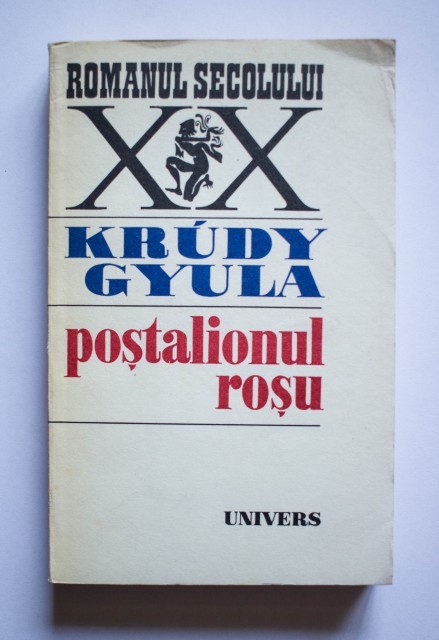 ROMANUL SECOLULUI
XX
KRÚDY
GYULA
poștalionul
roșu
UNIVERS